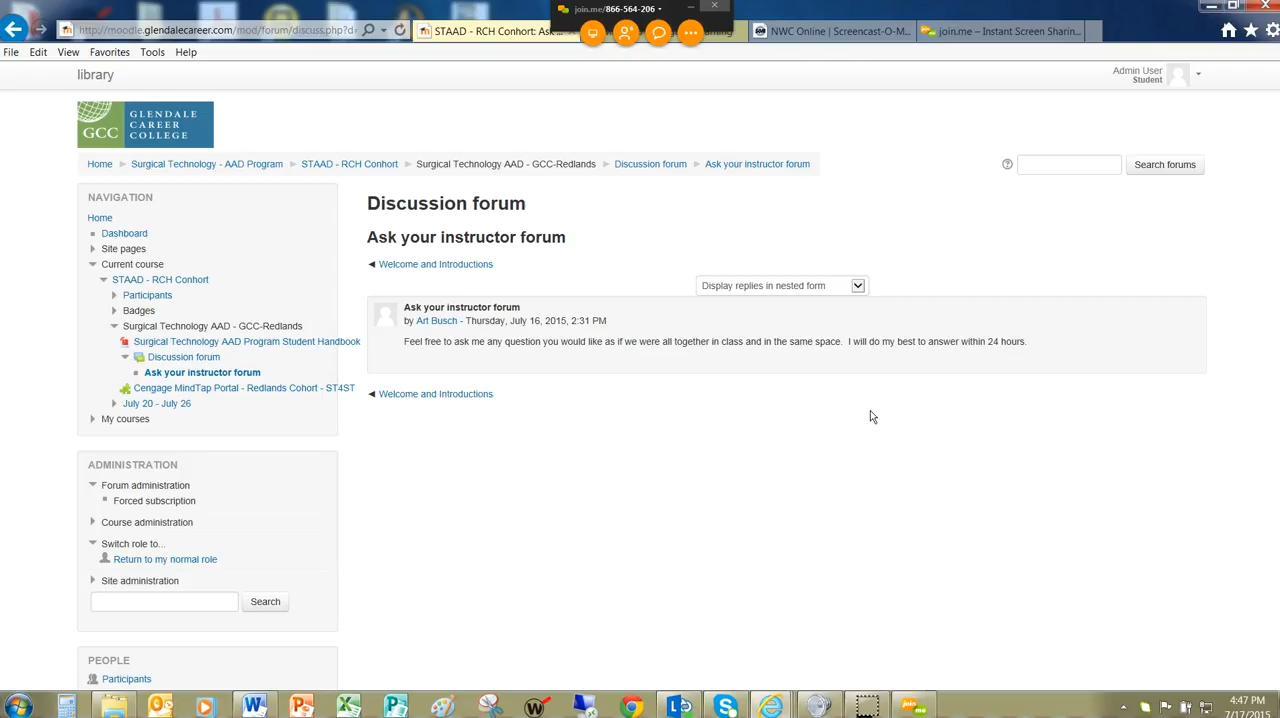 join.me/866-564-206
http://moodle.glendalecareer.com/mod/forum/discuss.php?d
STAAD - RCH Conhort: Ask...
NWC Online | Screencast-O-M...
join.me – Instant Screen Sharin...
File Edit View Favorites Tools Help
library
Admin User
Student
GCC
GLENDALE
CAREER
COLLEGE
Home Surgical Technology - AAD Program STAAD - RCH Conhort Surgical Technology AAD - GCC-Redlands Discussion forum Ask your instructor forum
Search forums
NAVIGATION
Home
Dashboard
Site pages
Current course
STAAD - RCH Conhort
Participants
Badges
Surgical Technology AAD - GCC-Redlands
Surgical Technology AAD Program Student Handbook
Discussion forum
Ask your instructor forum
Cengage MindTap Portal - Redlands Cohort - ST4ST
July 20 - July 26
My courses
ADMINISTRATION
Forum administration
Forced subscription
Course administration
Switch role to...
Return to my normal role
Site administration
Search
PEOPLE
Participants
Discussion forum
Ask your instructor forum
◄ Welcome and Introductions
Display replies in nested form
Ask your instructor forum
by Art Busch - Thursday, July 16, 2015, 2:31 PM
Feel free to ask me any question you would like as if we were all together in class and in the same space. I will do my best to answer within 24 hours.
◄ Welcome and Introductions
join
me
4:47 PM
7/17/2015